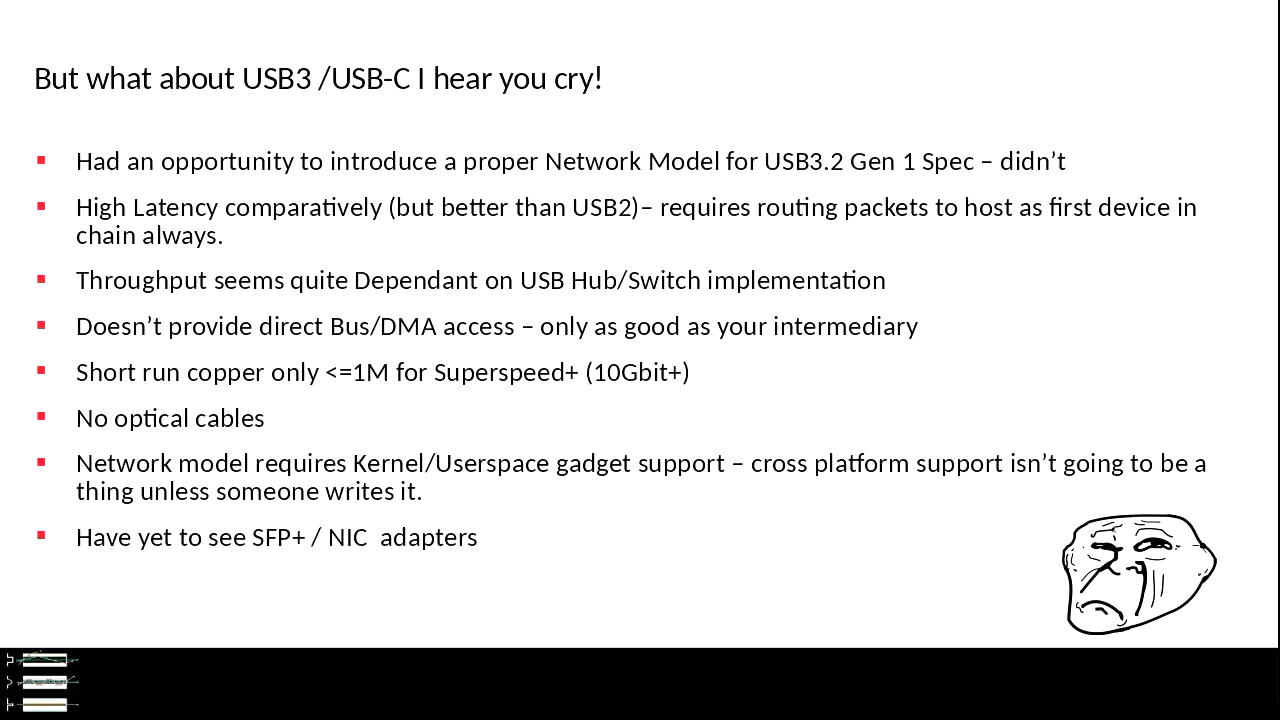 But what about USB3 /USB-C I hear you cry!
Had an opportunity to introduce a proper Network Model for USB3.2 Gen 1 Spec – didn’t
High Latency comparatively (but better than USB2)– requires routing packets to host as first device in
chain always.
Throughput seems quite Dependant on USB Hub/Switch implementation
Doesn’t provide direct Bus/DMA access – only as good as your intermediary
Short run copper only <=1M for Superspeed+ (10Gbit+)
No optical cables
Network model requires Kernel/Userspace gadget support – cross platform support isn’t going to be a
thing unless someone writes it.
Have yet to see SFP+ / NIC  adapters